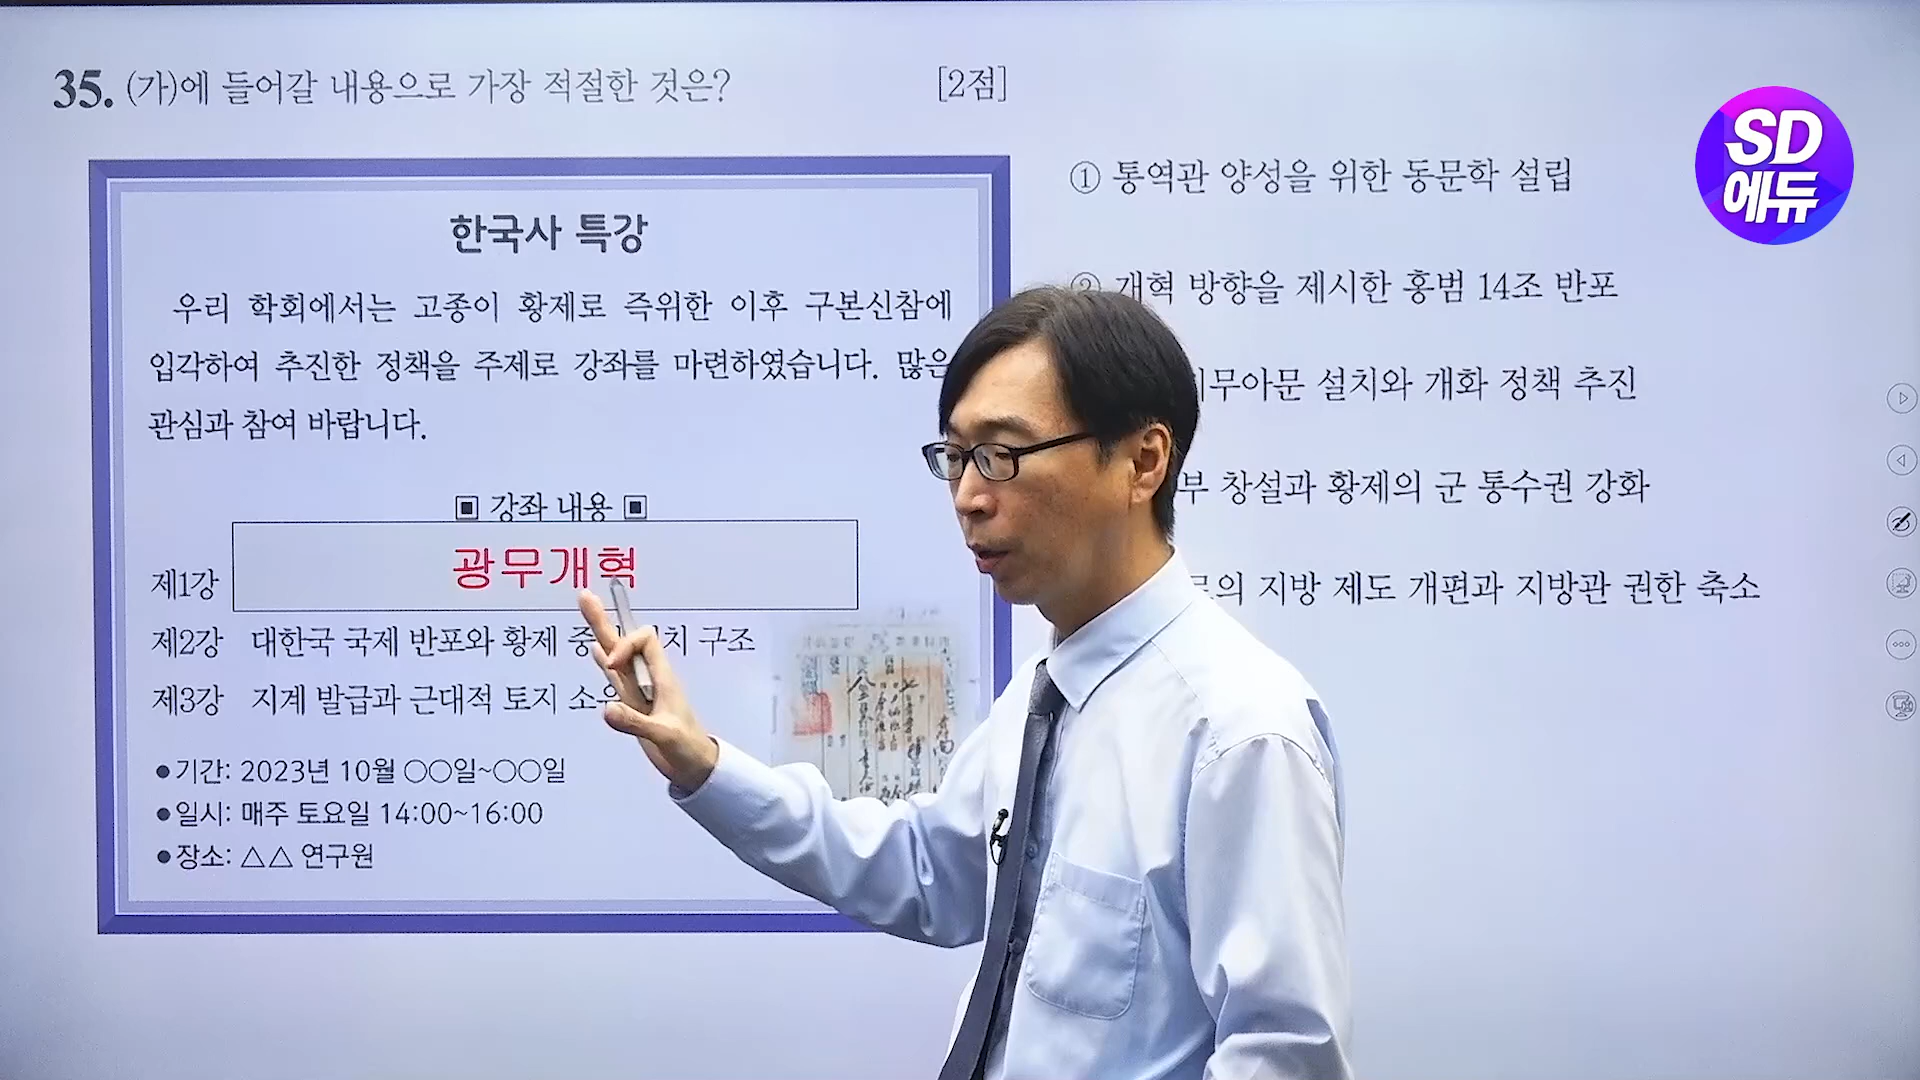 35. (가)에 들어갈 내용으로 가장 적절한 것은? [2점]
한국사 특강
우리 학회에서는 고종이 황제로 즉위한 이후 구본신참에
입각하여 추진한 정책을 주제로 강좌를 마련하였습니다. 많은
관심과 참여 바랍니다.
▣ 강좌 내용 ▣
제1강 광무개혁
제2강 대한국 국제 반포와 황제 중 구조
제3강 지계 발급과 근대적 토지
●기간: 2023년 10월 ○○일~○○일
●일시: 매주 토요일 14:00~16:00
●장소: △△ 연구원
① 통역관 양성을 위한 동문학 설립
② 개혁 방향을 제시한 홍범 14조 반포
설치와 개화 정책 추진
창설과 황제의 군 통수권 강화
지방 제도 개편과 지방관 권한 축소
SD
에듀